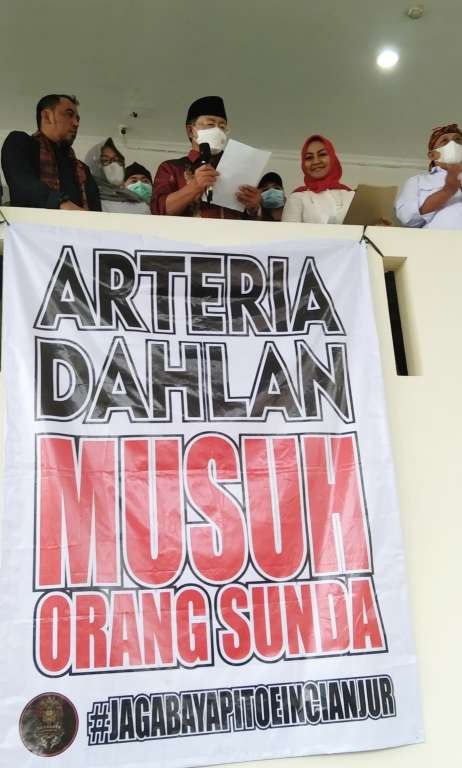 ARTERIA
DAHLAN
MUSUH
ORANG SUNDA
#JAGABAYAPITOEINCIANJUR